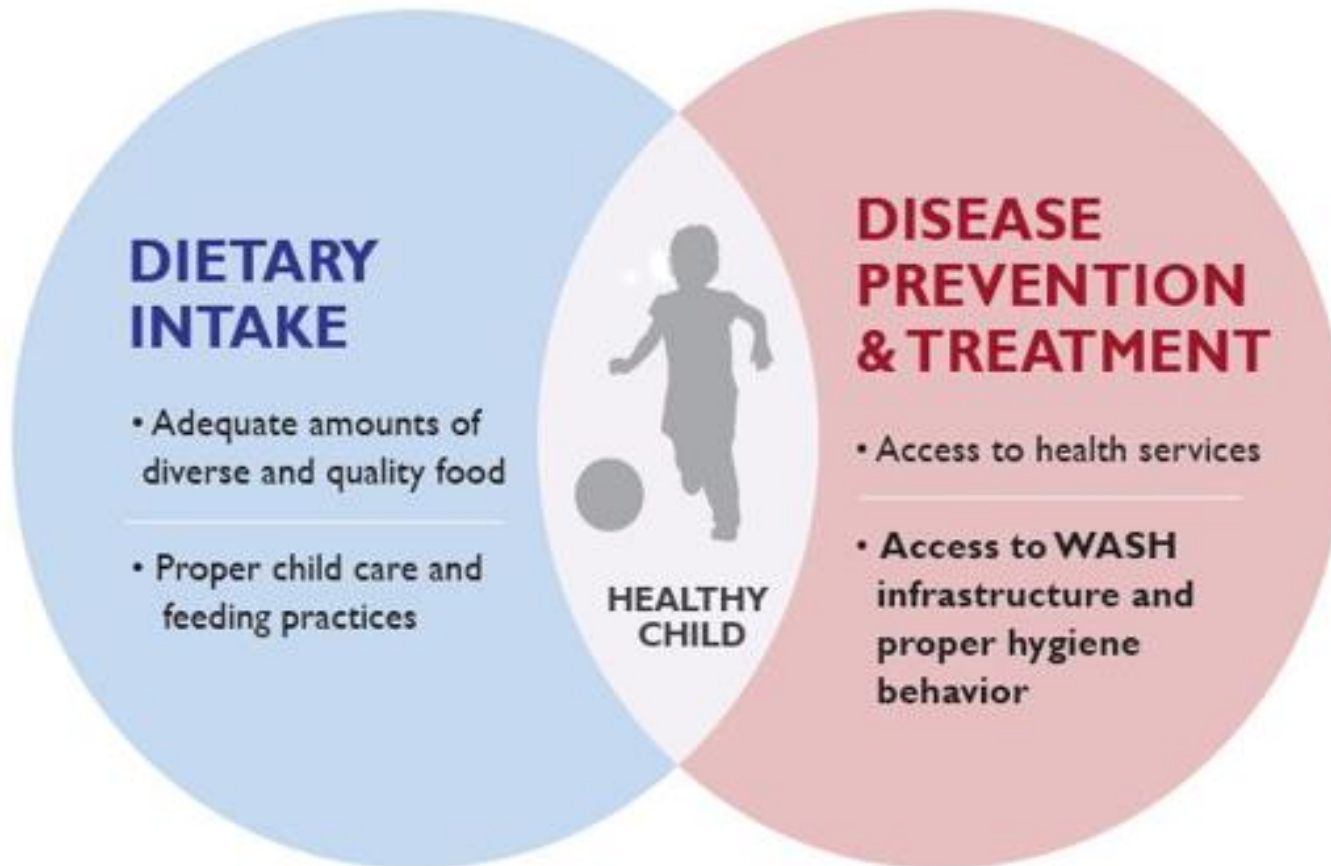 DIETARY
INTAKE
• Adequate amounts of
diverse and quality food
• Proper child care and
feeding practices
HEALTHY
CHILD
DISEASE
PREVENTION
& TREATMENT
• Access to health services
• Access to WASH
infrastructure and
proper hygiene
behavior